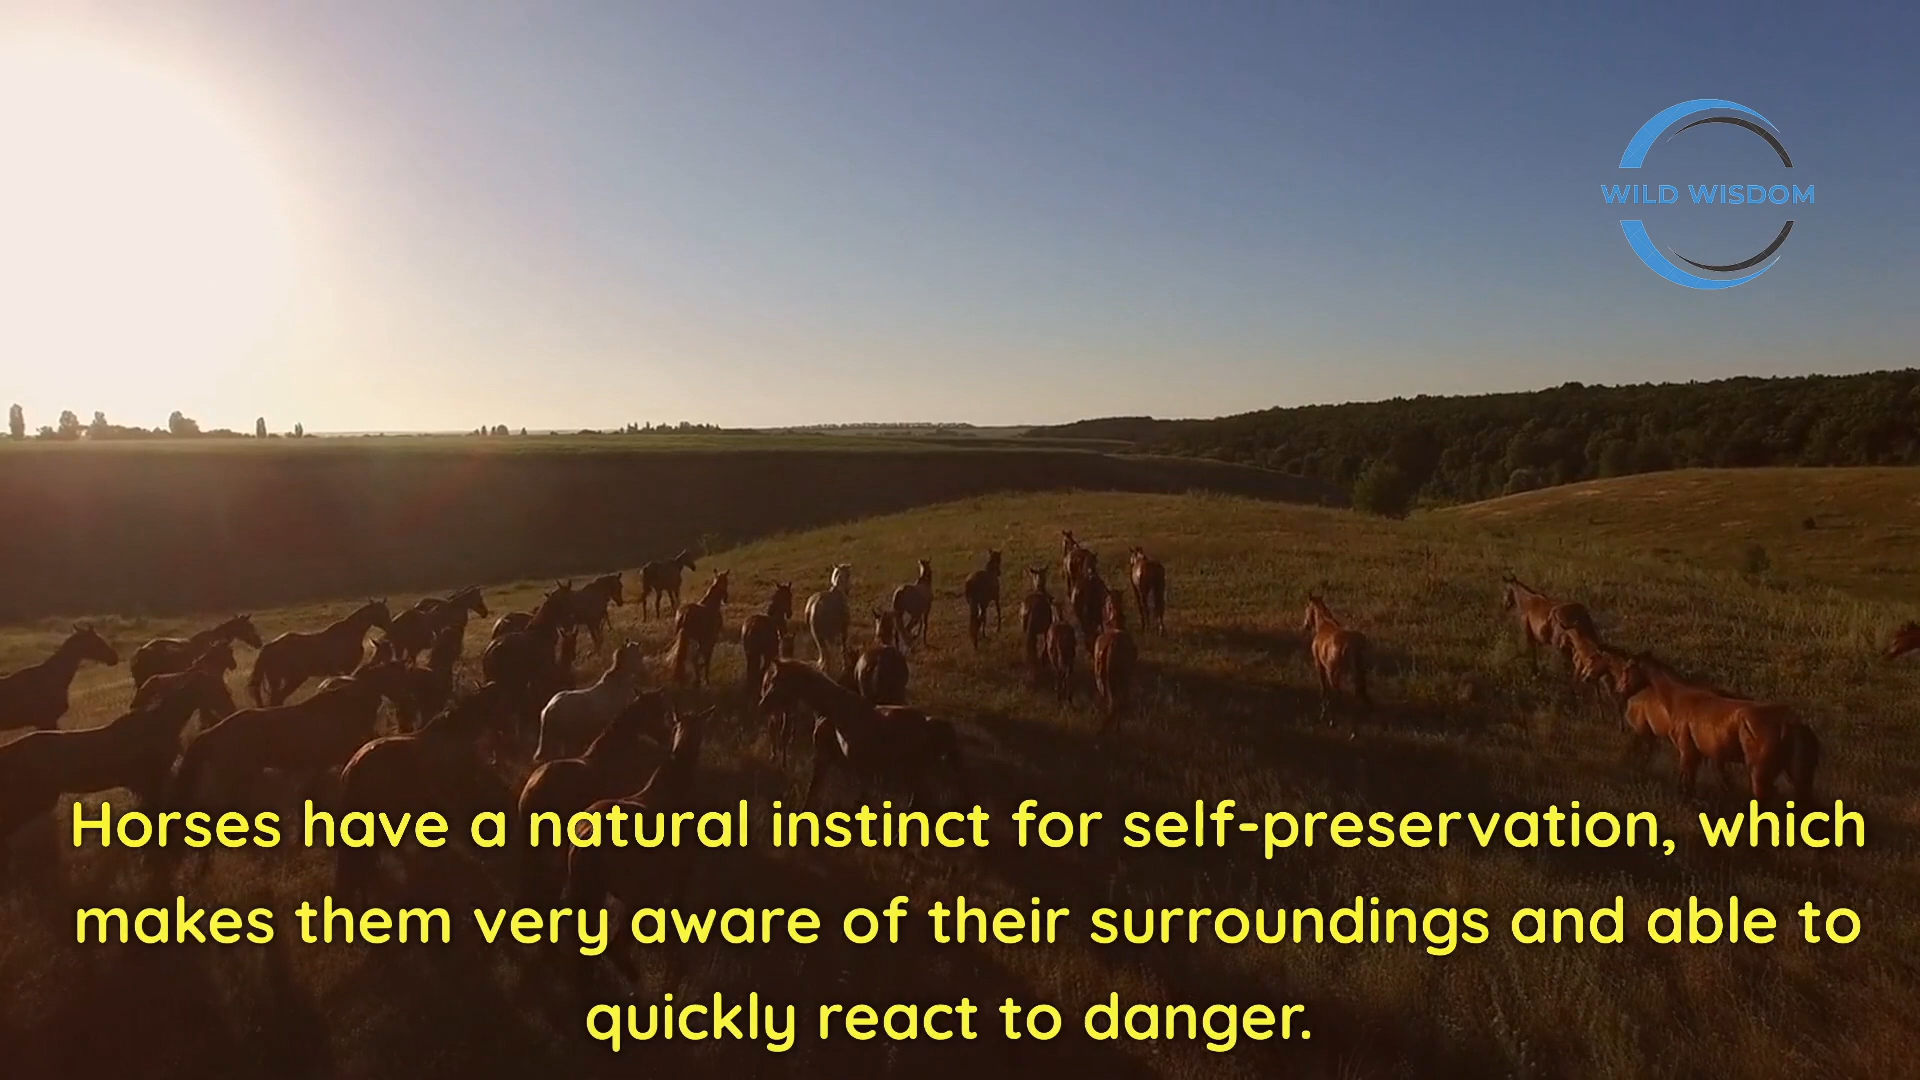 WILD WISDOM
Horses have a natural instinct for self-preservation, which
makes them very aware of their surroundings and able to
quickly react to danger.